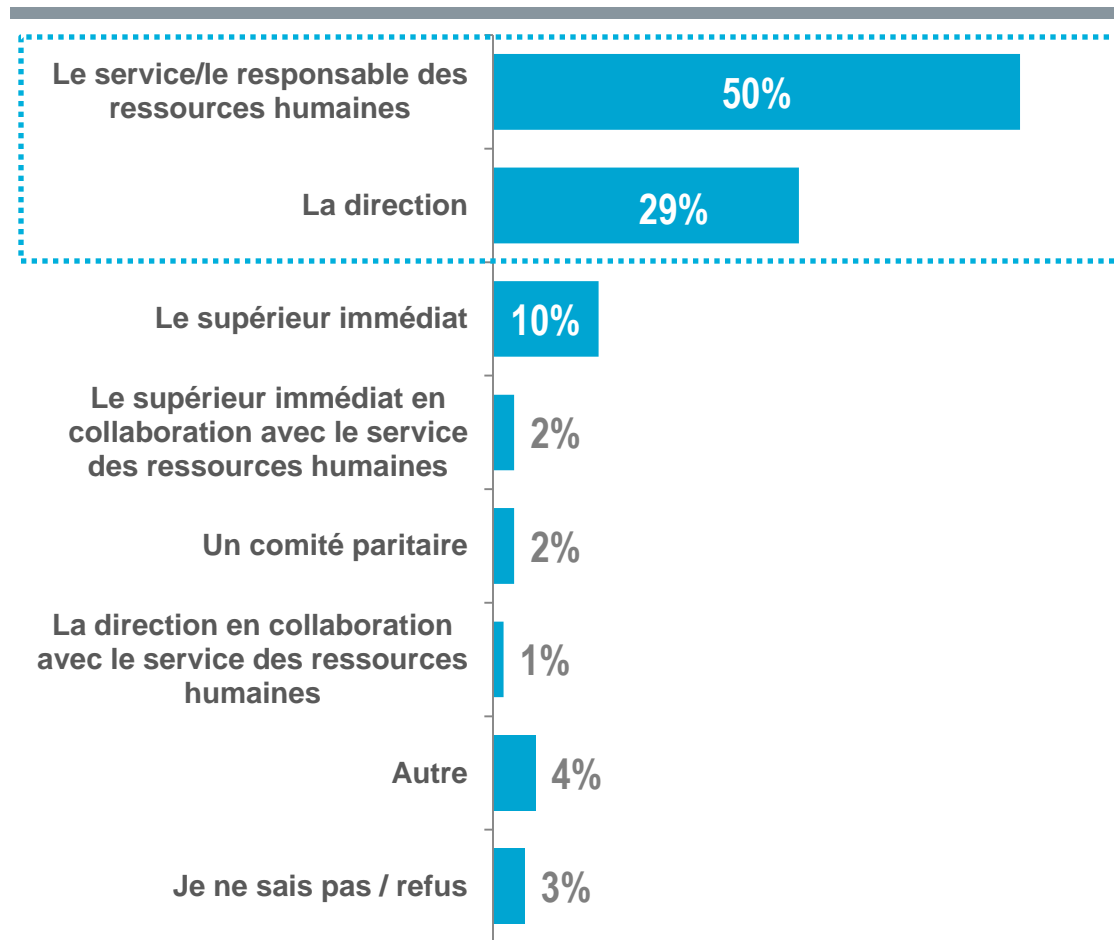 Le service/le responsable des
ressources humaines
50%
La direction
29%
Le supérieur immédiat
10%
Le supérieur immédiat en
collaboration avec le service
des ressources humaines
2%
Un comité paritaire
2%
La direction en collaboration
avec le service des ressources
humaines
1%
Autre
4%
Je ne sais pas / refus
3%